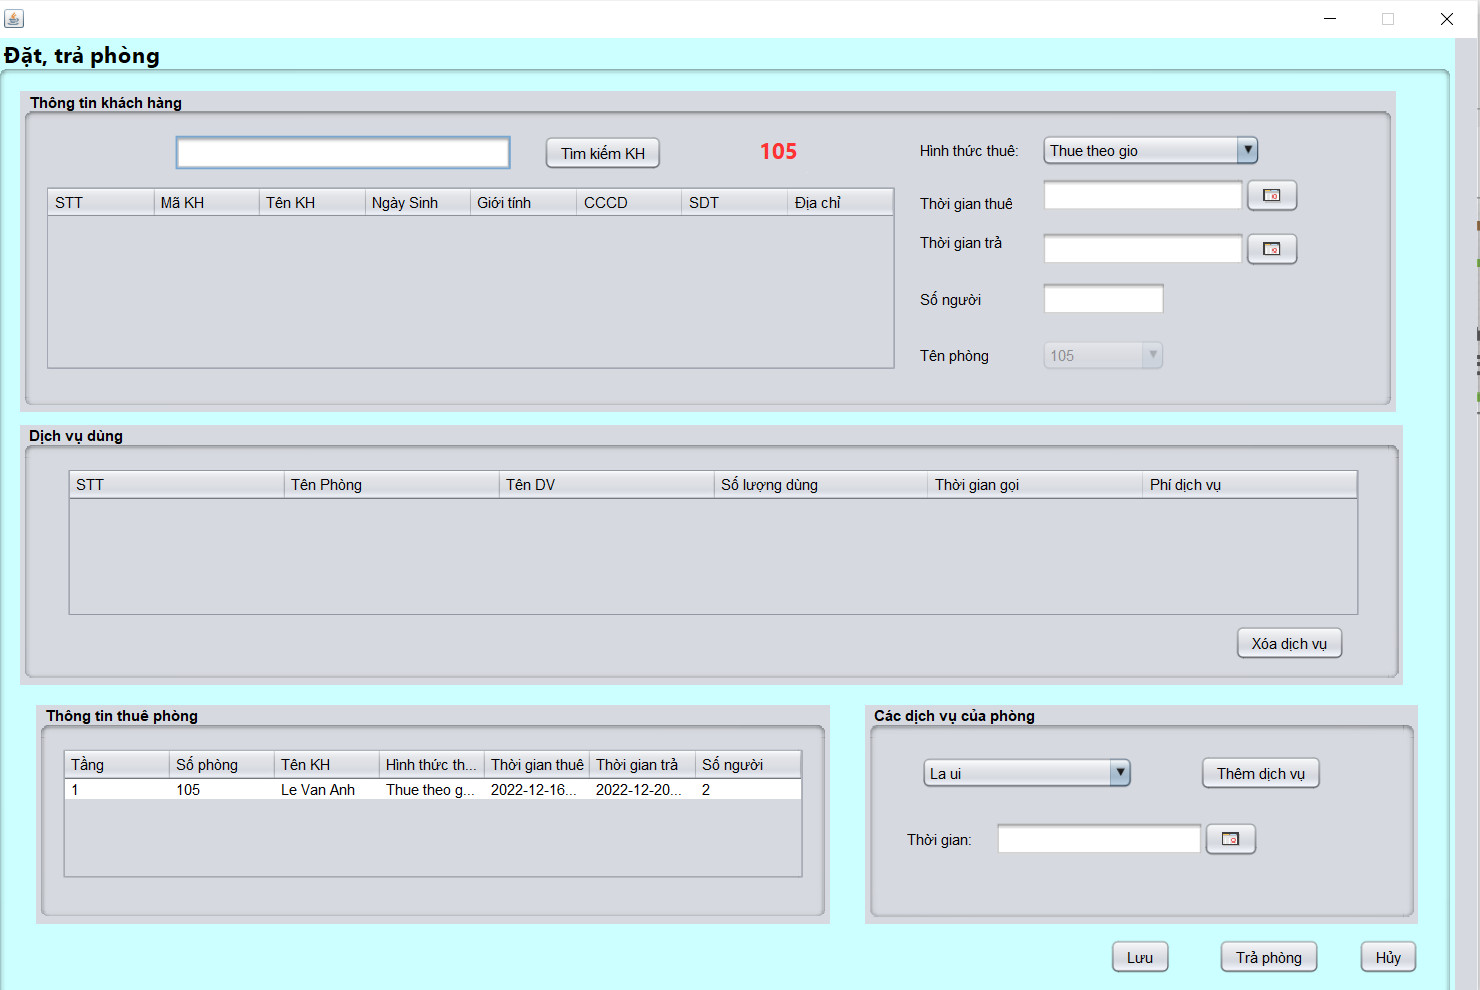 Đặt, trả phòng
Thông tin khách hàng
Tìm kiếm KH
105
Hình thức thuê:
Thue theo gio
STT Mã KH Tên KH Ngày Sinh Giới tính CCCD SDT Địa chỉ
Thời gian thuê
Thời gian trả
Số người
Tên phòng
105
Dịch vụ dùng
STT Tên Phòng Tên DV Số lượng dùng Thời gian gọi Phí dịch vụ
Xóa dịch vụ
Thông tin thuê phòng
Tầng Số phòng Tên KH Hình thức th... Thời gian thuê Thời gian trả Số người
1 105 Le Van Anh Thue theo g... 2022-12-16... 2022-12-20... 2
Các dịch vụ của phòng
La ui
Thêm dịch vụ
Thời gian:
Lưu
Trả phòng
Hủy